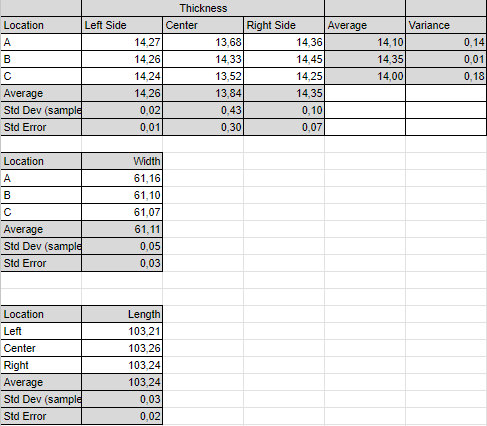 Thickness
Location Left Side Center Right Side Average Variance
A 14,27 13,68 14,36 14,10 0,14
B 14,26 14,33 14,45 14,35 0,01
C 14,24 13,52 14,25 14,00 0,18
Average 14,26 13,84 14,35
Std Dev (sample 0,02 0,43 0,10
Std Error 0,01 0,30 0,07
Location Width
A 61,16
B 61,10
C 61,07
Average 61,11
Std Dev (sample 0,05
Std Error 0,03
Location Length
Left 103,21
Center 103,26
Right 103,24
Average 103,24
Std Dev (sample 0,03
Std Error 0,02